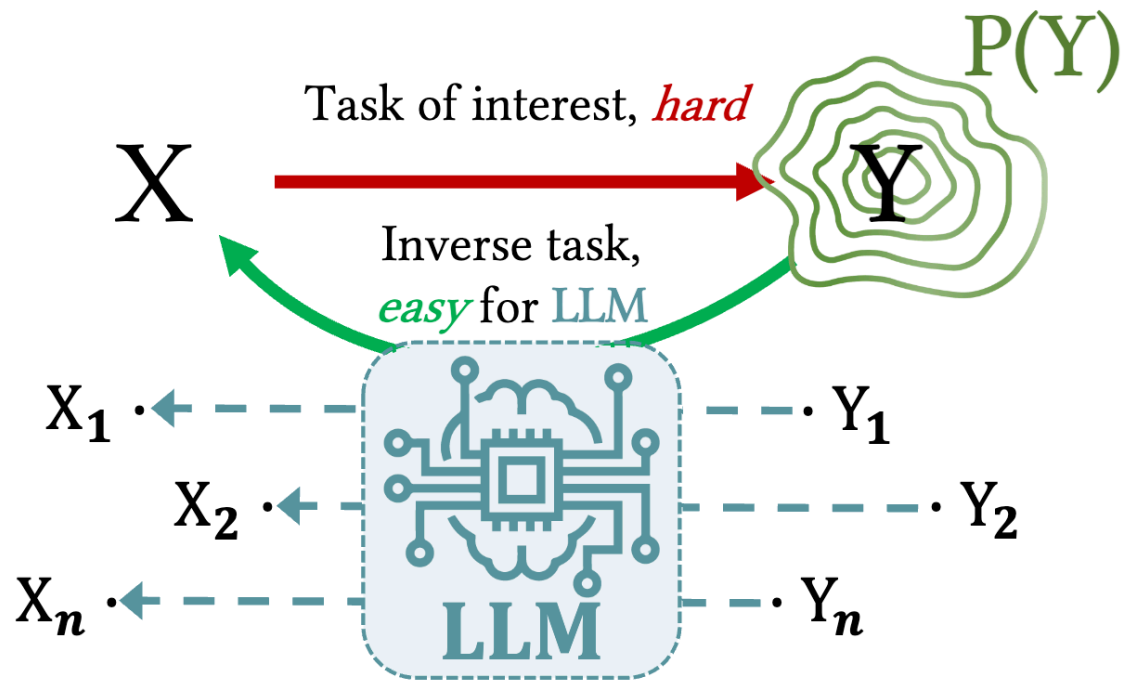 P(Y)
Task of interest, hard
X
Y
Inverse task,
easy for LLM
X1
Y1
X2
Y2
Xn
Yn
LLM